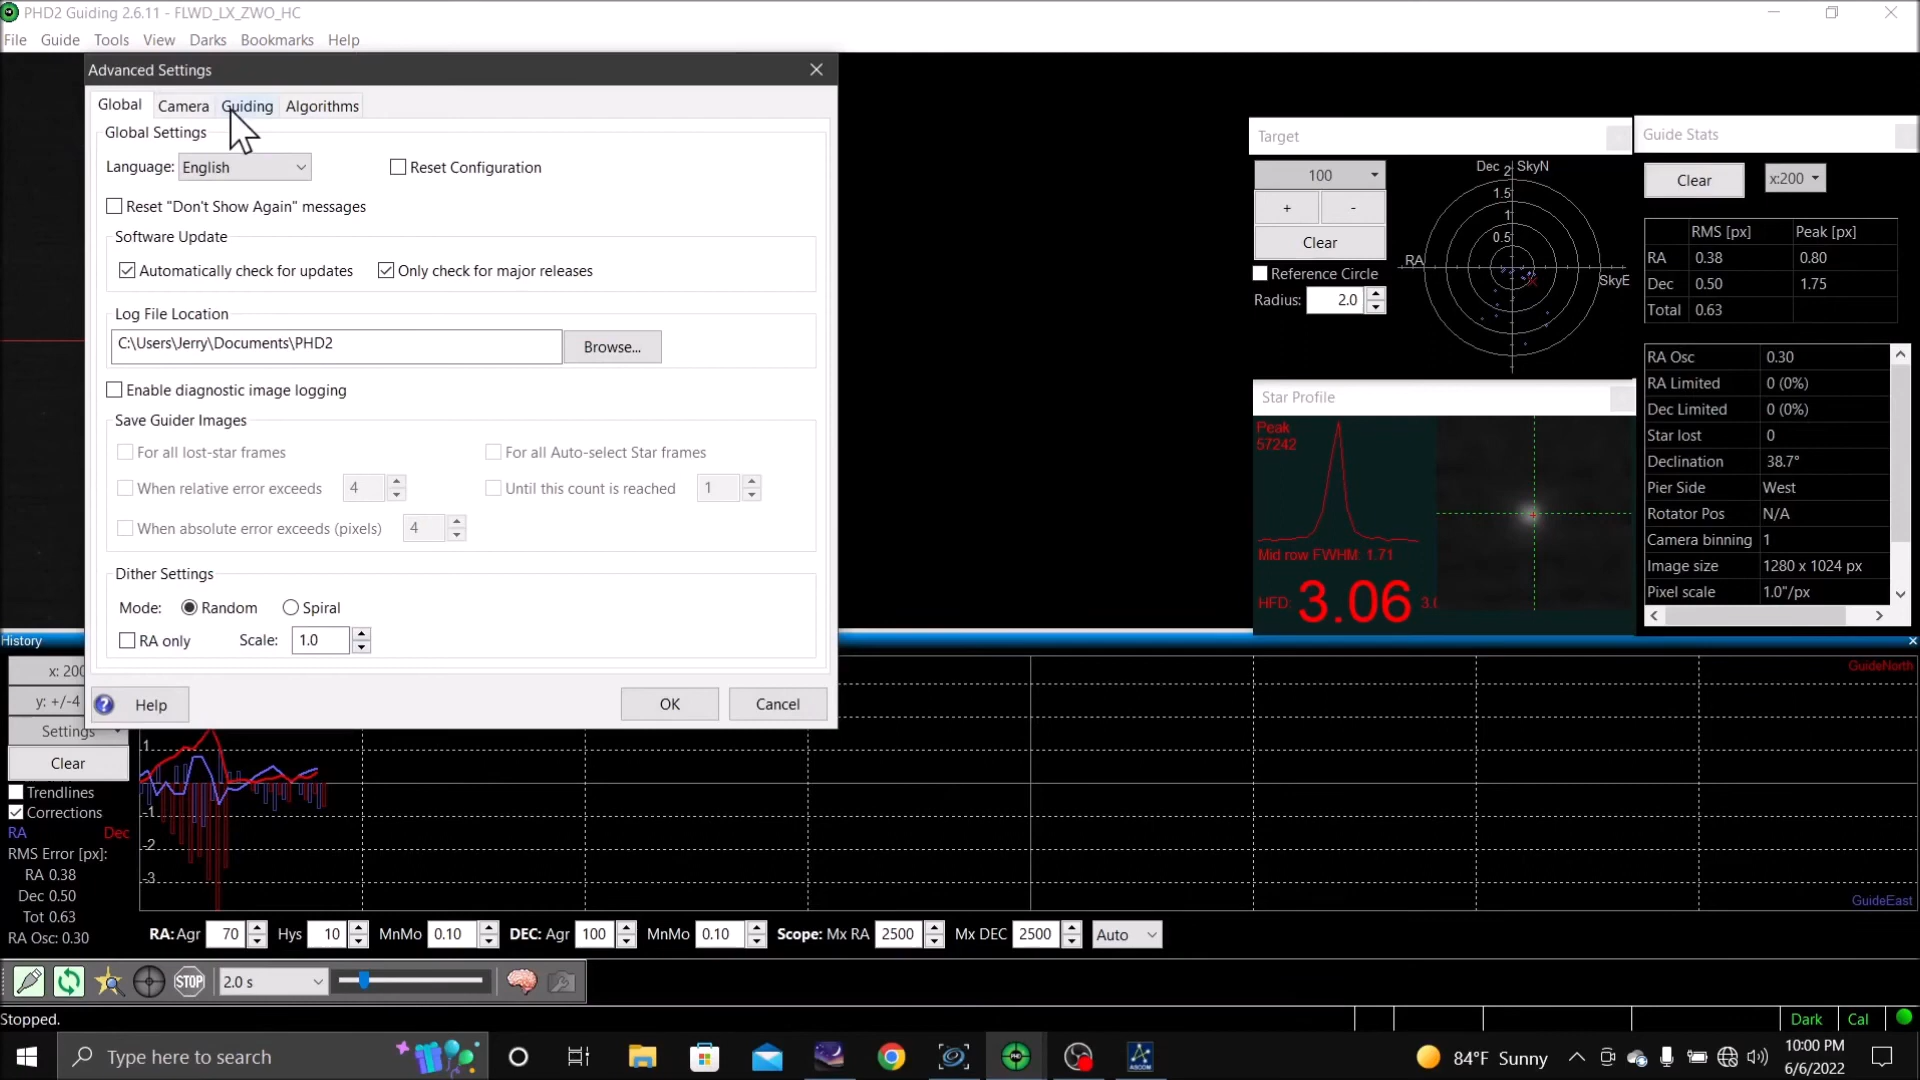 PHD2 Guiding 2.6.11 - FLWD_LX_ZWO_HC
File Guide Tools View Darks Bookmarks Help
Advanced Settings
Global Camera Guiding Algorithms
Global Settings
Language: English Reset Configuration
Reset "Don't Show Again" messages
Software Update
Automatically check for updates Only check for major releases
Log File Location
C:\Users\Jerry\Documents\PHD2 Browse...
Enable diagnostic image logging
Save Guider Images
For all lost-star frames For all Auto-select Star frames
When relative error exceeds 4 Until this count is reached 1
When absolute error exceeds (pixels) 4
Dither Settings
Mode: Random Spiral
RA only Scale: 1.0
Help OK Cancel
Target
100
+ -
Clear
Reference Circle
Radius: 2.0
Dec 2 SkyN
1.5
1
0.5
RA SkyE
Guide Stats
Clear x:200
RMS [px] Peak [px]
RA 0.38 0.80
Dec 0.50 1.75
Total 0.63
RA Osc 0.30
RA Limited 0 (0%)
Dec Limited 0 (0%)
Star lost 0
Declination 38.7°
Pier Side West
Rotator Pos N/A
Camera binning 1
Image size 1280 x 1024 px
Pixel scale 1.0"/px
Star Profile
Peak
57242
Mid row FWHM: 1.71
HFD: 3.06
History
x: 200
y: +/-4
Settings
Clear
Trendlines
Corrections
RA Dec
RMS Error [px]:
RA 0.38
Dec 0.50
Tot 0.63
RA Osc: 0.30
1
-1
-2
-3
GuideNorth
GuideEast
RA: Agr 70 Hys 10 MnMo 0.10 DEC: Agr 100 MnMo 0.10 Scope: Mx RA 2500 Mx DEC 2500 Auto
STOP 2.0 s
Stopped. Dark Cal
Type here to search
PHD
ASCOM
84°F Sunny
10:00 PM
6/6/2022